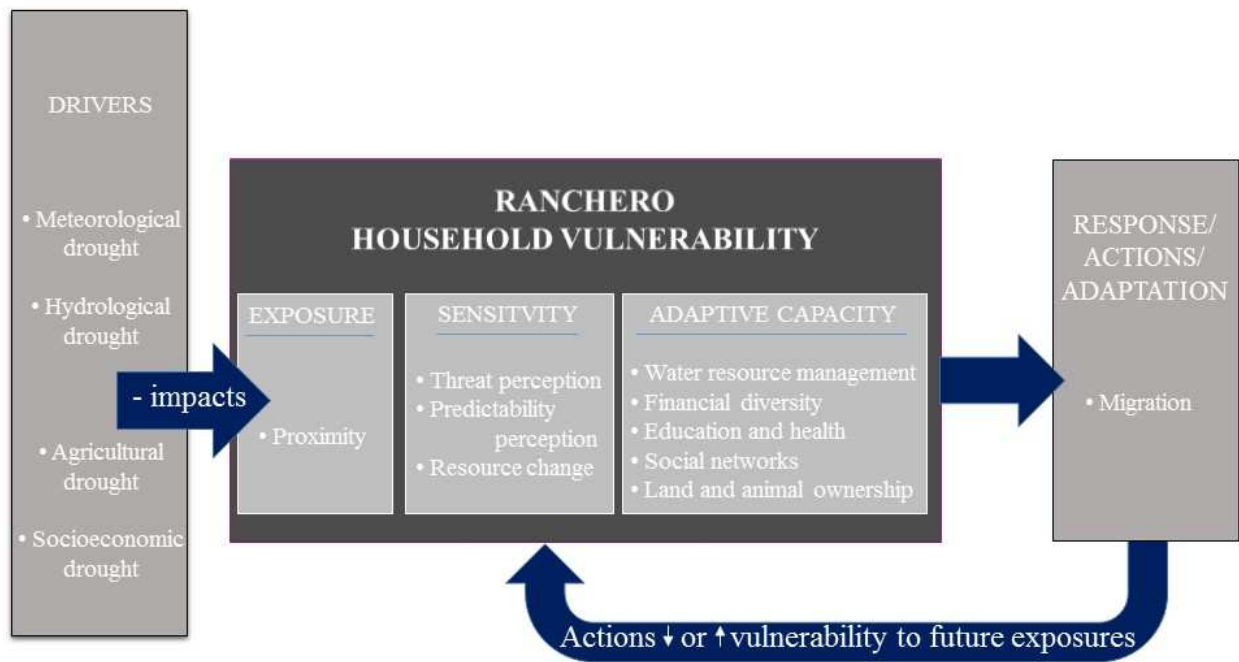 DRIVERS
• Meteorological
drought
• Hydrological
drought
- impacts
• Agricultural
drought
• Socioeconomic
drought
RANCHERO
HOUSEHOLD VULNERABILITY
EXPOSURE
• Proximity
SENSITVITY
• Threat perception
• Predictability
perception
• Resource change
ADAPTIVE CAPACITY
• Water resource management
• Financial diversity
• Education and health
• Social networks
• Land and animal ownership
RESPONSE/
ACTIONS/
ADAPTATION
• Migration
Actions ↓ or ↑ vulnerability to future exposures